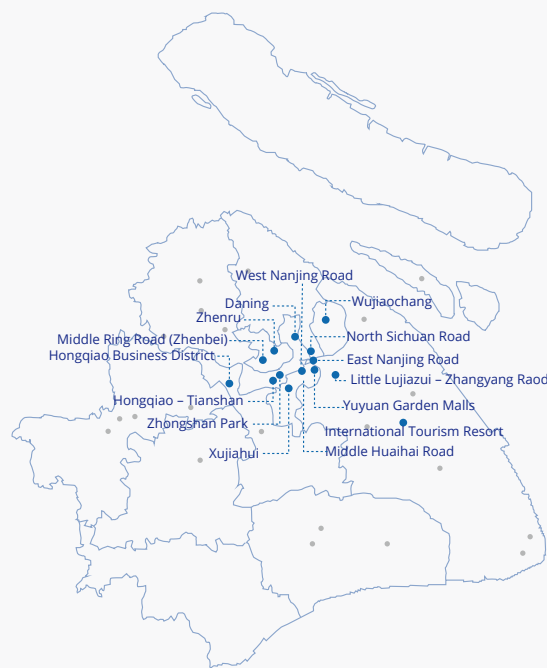 West Nanjing Road
Daning
Wujiaochang
Zhenru
Middle Ring Road (Zhenbei)
North Sichuan Road
Hongqiao Business District
East Nanjing Road
Little Lujiazui – Zhangyang Raod
Hongqiao – Tianshan
Yuyuan Garden Malls
Zhongshan Park
International Tourism Resort
Xujiahui
Middle Huaihai Road